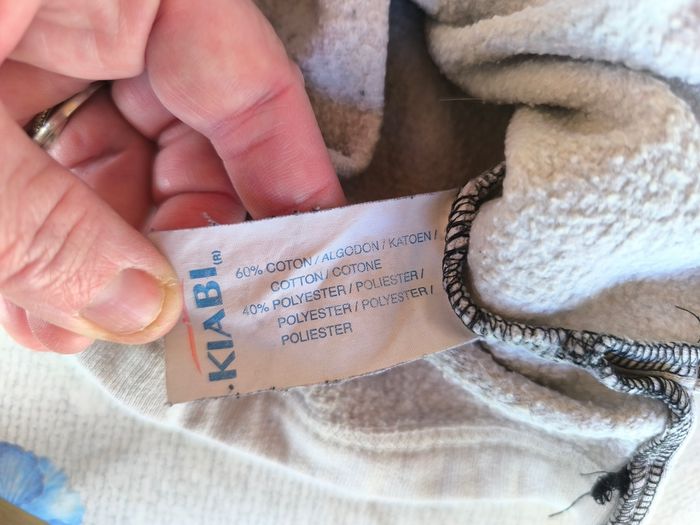 KIABI (R)
60% COTON / ALGODON / KATOEN /
COTTON / COTONE
40% POLYESTER / POLIESTER /
POLYESTER / POLYESTER /
POLIESTER